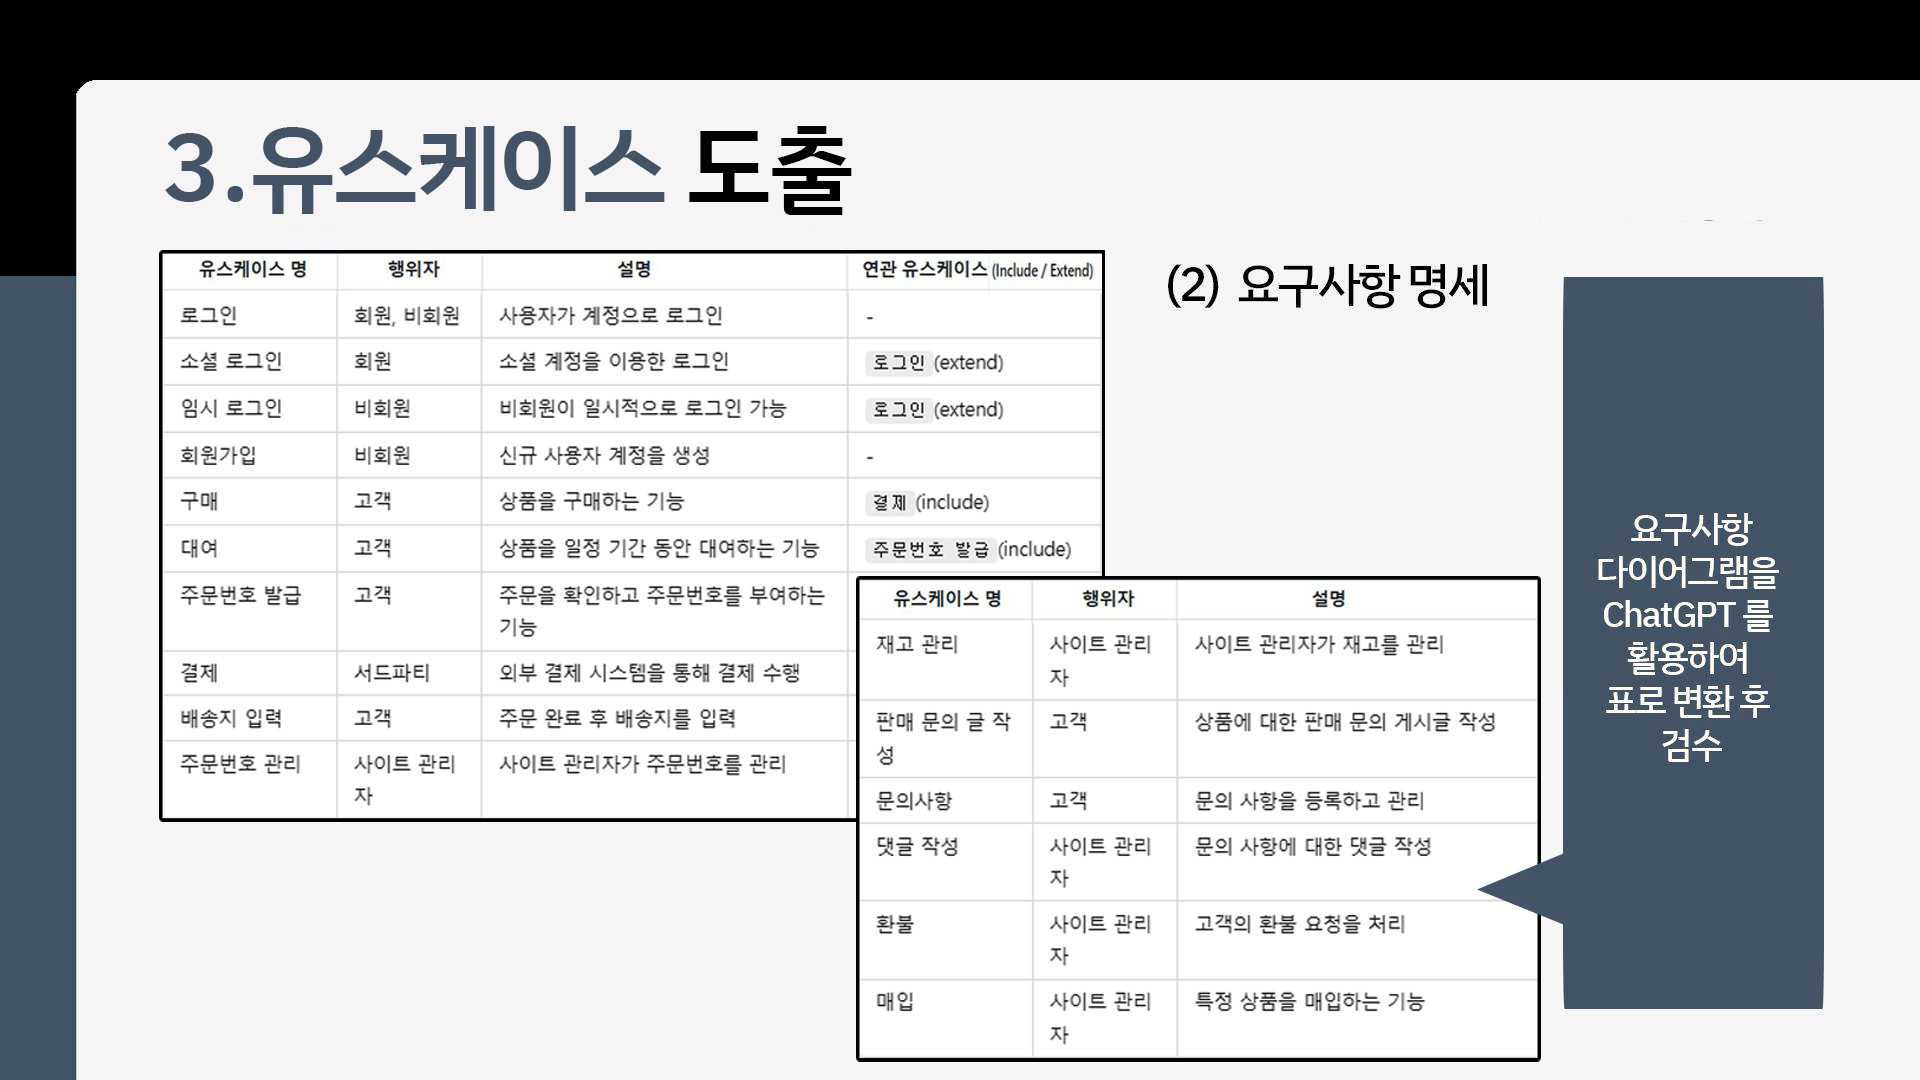 3.유스케이스 도출
(2) 요구사항 명세
유스케이스 명 행위자 설명 연관 유스케이스 (Include / Extend)
로그인 회원, 비회원 사용자가 계정으로 로그인 -
소셜 로그인 회원 소셜 계정을 이용한 로그인 로그인 (extend)
임시 로그인 비회원 비회원이 일시적으로 로그인 가능 로그인 (extend)
회원가입 비회원 신규 사용자 계정을 생성 -
구매 고객 상품을 구매하는 기능 결제 (include)
대여 고객 상품을 일정 기간 동안 대여하는 기능 주문번호 발급 (include)
주문번호 발급 고객 주문을 확인하고 주문번호를 부여하는
기능
결제 서드파티 외부 결제 시스템을 통해 결제 수행
배송지 입력 고객 주문 완료 후 배송지를 입력
주문번호 관리 사이트 관리 사이트 관리자가 주문번호를 관리
자
유스케이스 명 행위자 설명
재고 관리 사이트 관리 사이트 관리자가 재고를 관리
자
판매 문의 글 작 고객 상품에 대한 판매 문의 게시글 작성
성
문의사항 고객 문의 사항을 등록하고 관리
댓글 작성 사이트 관리 문의 사항에 대한 댓글 작성
자
환불 사이트 관리 고객의 환불 요청을 처리
자
매입 사이트 관리 특정 상품을 매입하는 기능
자
요구사항
다이어그램을
ChatGPT 를
활용하여
표로 변환 후
검수